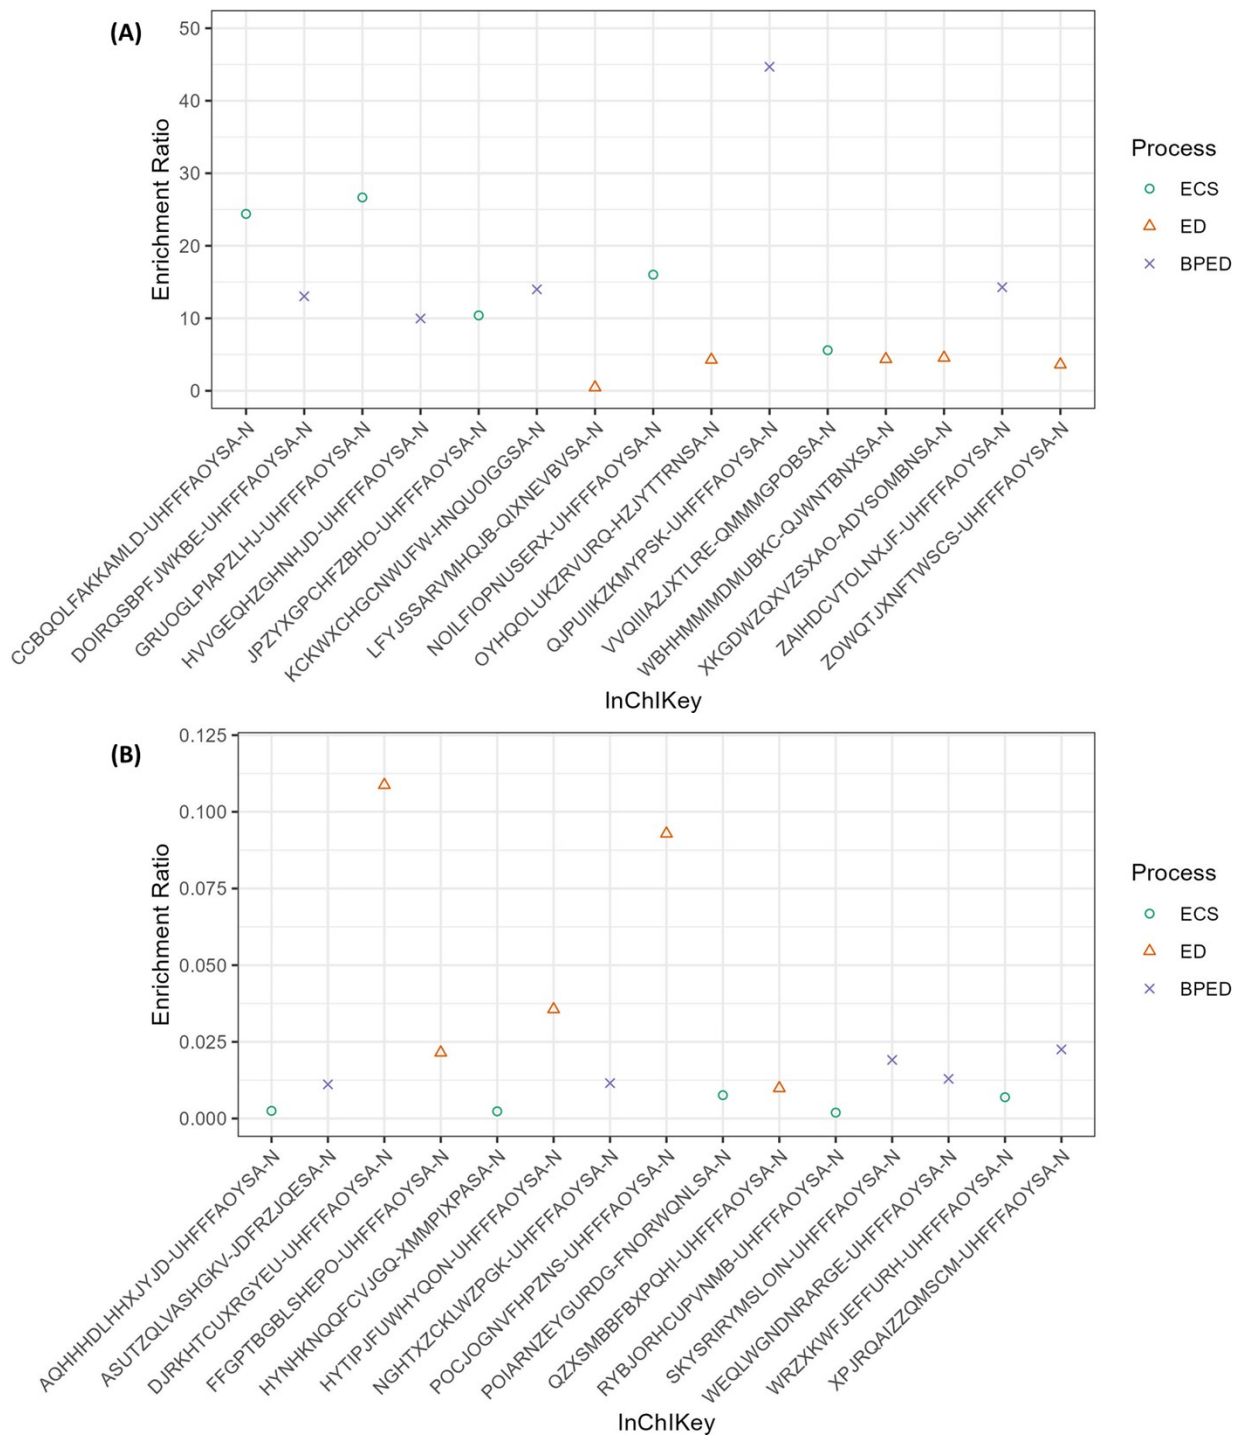 (A)
50
40
30
20
10
0
Enrichment Ratio
CCBQOLFAKKAMLD-UHFFFAOYSA-N
DOIRQSBPFJWKBE-UHFFFAOYSA-N
GRUOGLPIAPZLHJ-UHFFFAOYSA-N
HVVGEQHZGHNHJD-UHFFFAOYSA-N
JPZYXGPCHFZBHO-UHFFFAOYSA-N
KCKWXCHGCNWUFW-HNQUOIGGSA-N
LFYJSSARVMHQJB-QIXNEVBVSA-N
NOILFIOPNUSERX-UHFFFAOYSA-N
OYHQOLUKZRVURQ-HZJYTTRNSA-N
QJPUIIKZKMYPSK-UHFFFAOYSA-N
VVQIIIAZJXTLRE-QMMMGPOBSA-N
WBHHMMIMDMUBKC-QJWNTBNXSA-N
XKGDWZQXVZSXAO-ADYSOMBNSA-N
ZAIHDCVTOLNXJF-UHFFFAOYSA-N
ZOWQTJXNFTWSCS-UHFFFAOYSA-N
InChIKey
Process
ECS
ED
BPED
(B)
0.125
0.100
0.075
0.050
0.025
0.000
Enrichment Ratio
AQHHHDLHHXJYJD-UHFFFAOYSA-N
ASUTZQLVASHGKV-JDFRZJQESA-N
DJRKHTCUXRGYEU-UHFFFAOYSA-N
FFGPTBGBLSHEPO-UHFFFAOYSA-N
HYNHKNQQFCVJGQ-XMMPIXPASA-N
HYTIPJFUWHYQON-UHFFFAOYSA-N
NGHTXZCKLWZPGK-UHFFFAOYSA-N
POCJOGNVFHPZNS-UHFFFAOYSA-N
POIARNZEYGURDG-FNORWQNLSA-N
QZXSMBBFBXPQHI-UHFFFAOYSA-N
RYBJORHCUPVNMB-UHFFFAOYSA-N
SKYSRIRYMSLOIN-UHFFFAOYSA-N
WEQLWGNDNRARGE-UHFFFAOYSA-N
WRZXKWFJEFFURH-UHFFFAOYSA-N
XPJRQAIZZQMSCM-UHFFFAOYSA-N
InChIKey
Process
ECS
ED
BPED